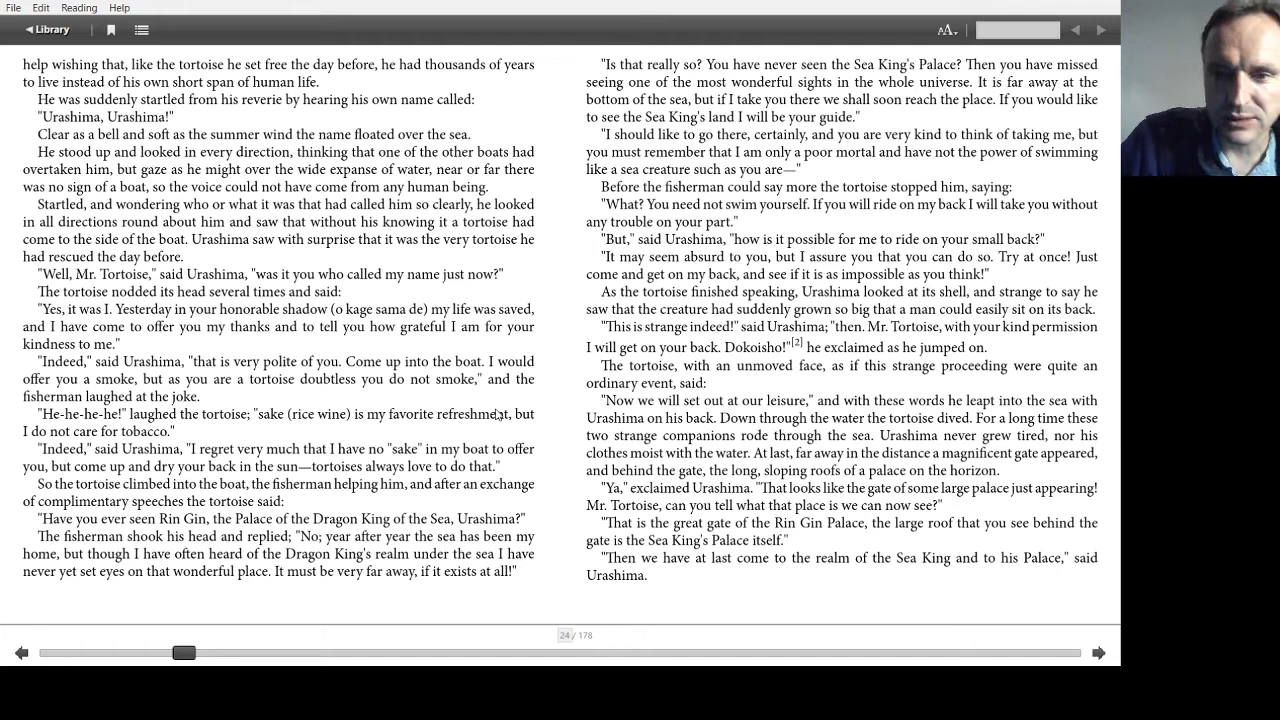 File Edit Reading Help
Library
AA
help wishing that, like the tortoise he set free the day before, he had thousands of years
to live instead of his own short span of human life.
He was suddenly startled from his reverie by hearing his own name called:
"Urashima, Urashima!"
Clear as a bell and soft as the summer wind the name floated over the sea.
He stood up and looked in every direction, thinking that one of the other boats had
overtaken him, but gaze as he might over the wide expanse of water, near or far there
was no sign of a boat, so the voice could not have come from any human being.
Startled, and wondering who or what it was that had called him so clearly, he looked
in all directions round about him and saw that without his knowing it a tortoise had
come to the side of the boat. Urashima saw with surprise that it was the very tortoise he
had rescued the day before.
"Well, Mr. Tortoise," said Urashima, "was it you who called my name just now?"
The tortoise nodded its head several times and said:
"Yes, it was I. Yesterday in your honorable shadow (o kage sama de) my life was saved,
and I have come to offer you my thanks and to tell you how grateful I am for your
kindness to me."
"Indeed," said Urashima, "that is very polite of you. Come up into the boat. I would
offer you a smoke, but as you are a tortoise doubtless you do not smoke," and the
fisherman laughed at the joke.
"He-he-he-he!" laughed the tortoise; "sake (rice wine) is my favorite refreshment, but
I do not care for tobacco."
"Indeed," said Urashima, "I regret very much that I have no "sake" in my boat to offer
you, but come up and dry your back in the sun—tortoises always love to do that."
So the tortoise climbed into the boat, the fisherman helping him, and after an exchange
of complimentary speeches the tortoise said:
"Have you ever seen Rin Gin, the Palace of the Dragon King of the Sea, Urashima?"
The fisherman shook his head and replied; "No; year after year the sea has been my
home, but though I have often heard of the Dragon King's realm under the sea I have
never yet set eyes on that wonderful place. It must be very far away, if it exists at all!"
"Is that really so? You have never seen the Sea King's Palace? Then you have missed
seeing one of the most wonderful sights in the whole universe. It is far away at the
bottom of the sea, but if I take you there we shall soon reach the place. If you would like
to see the Sea King's land I will be your guide."
"I should like to go there, certainly, and you are very kind to think of taking me, but
you must remember that I am only a poor mortal and have not the power of swimming
like a sea creature such as you are—"
Before the fisherman could say more the tortoise stopped him, saying:
"What? You need not swim yourself. If you will ride on my back I will take you without
any trouble on your part."
"But," said Urashima, "how is it possible for me to ride on your small back?"
"It may seem absurd to you, but I assure you that you can do so. Try at once! Just
come and get on my back, and see if it is as impossible as you think!"
As the tortoise finished speaking, Urashima looked at its shell, and strange to say he
saw that the creature had suddenly grown so big that a man could easily sit on its back.
"This is strange indeed!" said Urashima; "then. Mr. Tortoise, with your kind permission
I will get on your back. Dokoisho!"[2] he exclaimed as he jumped on.
The tortoise, with an unmoved face, as if this strange proceeding were quite an
ordinary event, said:
"Now we will set out at our leisure," and with these words he leapt into the sea with
Urashima on his back. Down through the water the tortoise dived. For a long time these
two strange companions rode through the sea. Urashima never grew tired, nor his
clothes moist with the water. At last, far away in the distance a magnificent gate appeared,
and behind the gate, the long, sloping roofs of a palace on the horizon.
"Ya," exclaimed Urashima. "That looks like the gate of some large palace just appearing!
Mr. Tortoise, can you tell what that place is we can now see?"
"That is the great gate of the Rin Gin Palace, the large roof that you see behind the
gate is the Sea King's Palace itself."
"Then we have at last come to the realm of the Sea King and to his Palace," said
Urashima.
24 / 178